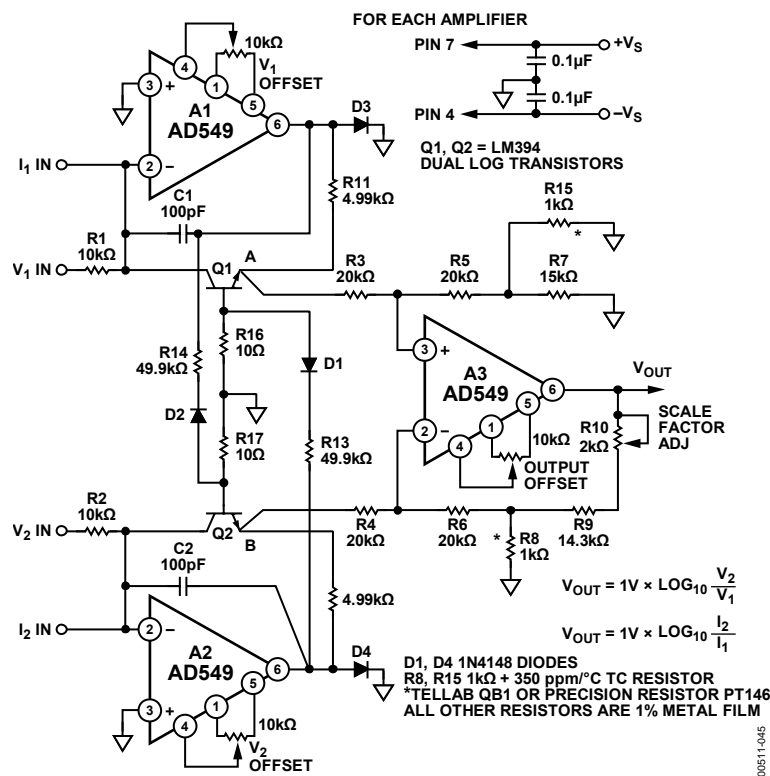 FOR EACH AMPLIFIER
PIN 7
+VS
0.1µF
0.1µF
PIN 4
–VS
Q1, Q2 = LM394
DUAL LOG TRANSISTORS
10kΩ
V1
OFFSET
4
3
+
1
5
A1
AD549
6
D3
I1 IN
2
–
C1
100pF
R11
4.99kΩ
R15
1kΩ
*
R1
10kΩ
V1 IN
Q1
A
R3
20kΩ
R5
20kΩ
R7
15kΩ
R14
49.9kΩ
R16
10Ω
D1
D2
R17
10Ω
R13
49.9kΩ
3
+
A3
AD549
6
VOUT
2
–
5
1
4
10kΩ
OUTPUT
OFFSET
R10
2kΩ
SCALE
FACTOR
ADJ
R2
10kΩ
V2 IN
Q2
B
R4
20kΩ
R6
20kΩ
* R8
1kΩ
R9
14.3kΩ
C2
100pF
4.99kΩ
I2 IN
2
–
A2
AD549
6
D4
3
+
5
1
4
10kΩ
V2
OFFSET
VOUT = 1V × LOG10 V2/V1
VOUT = 1V × LOG10 I2/I1
D1, D4 1N4148 DIODES
R8, R15 1kΩ + 350 ppm/°C TC RESISTOR
*TELLAB QB1 OR PRECISION RESISTOR PT146
ALL OTHER RESISTORS ARE 1% METAL FILM
00511-045